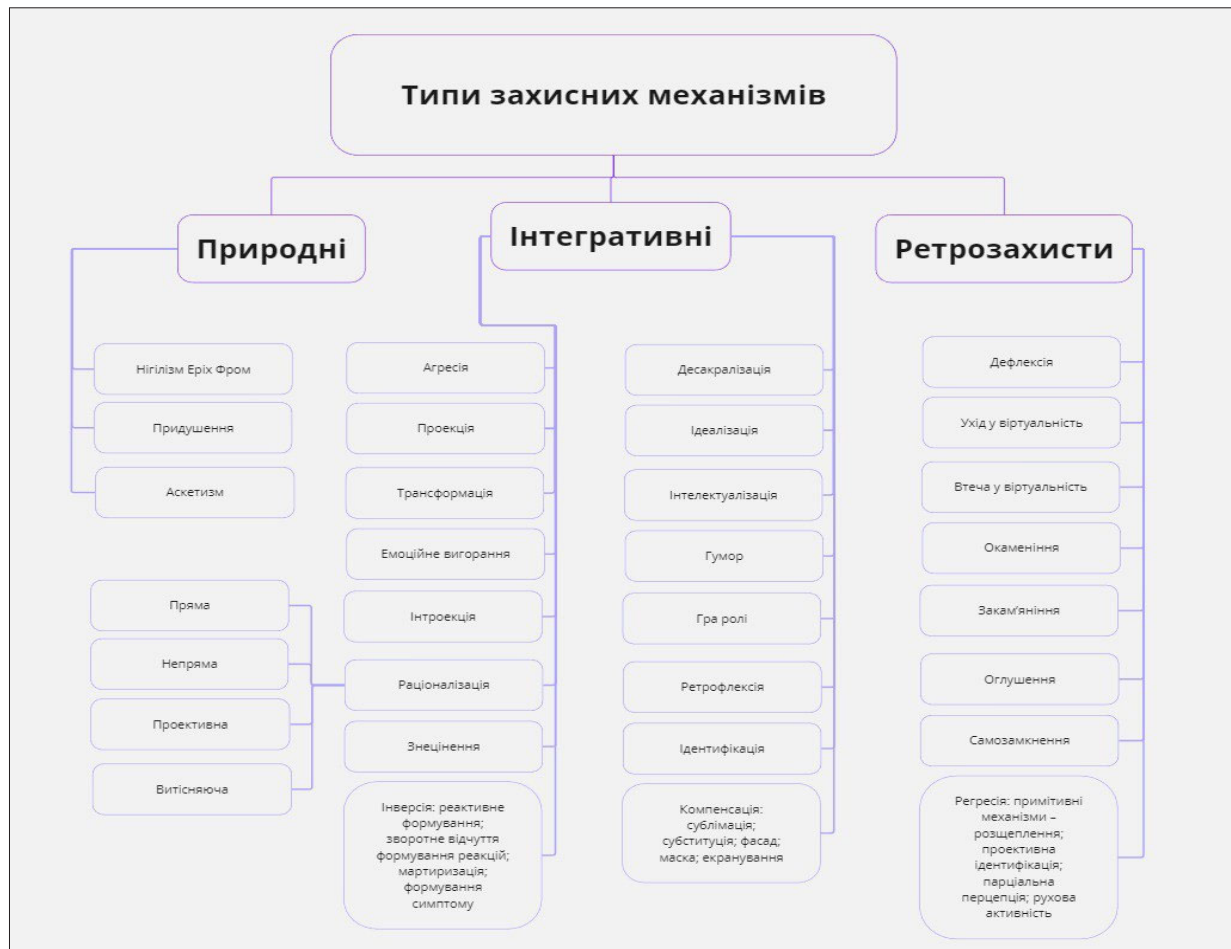 Типи захисних механізмів
Природні
Інтегративні
Ретрозахисти
Нігілізм Еріх Фром
Придушення
Аскетизм
Пряма
Непряма
Проективна
Витісняюча
Агресія
Проекція
Трансформація
Емоційне вигорання
Інтроекція
Раціоналізація
Знецінення
Інверсія: реактивне
формування;
зворотне відчуття
формування реакцій;
мартиризація;
формування
симптому
Десакралізація
Ідеалізація
Інтелектуалізація
Гумор
Гра ролі
Ретрофлексія
Ідентифікація
Компенсація:
сублімація;
субституція; фасад;
маска; екранування
Дефлексія
Ухід у віртуальність
Втеча у віртуальність
Окаменіння
Закам'яніння
Оглушення
Самозамкнення
Регресія: примітивні
механізми –
розщеплення;
проективна
ідентифікація;
парціальна
перцепція; рухова
активність